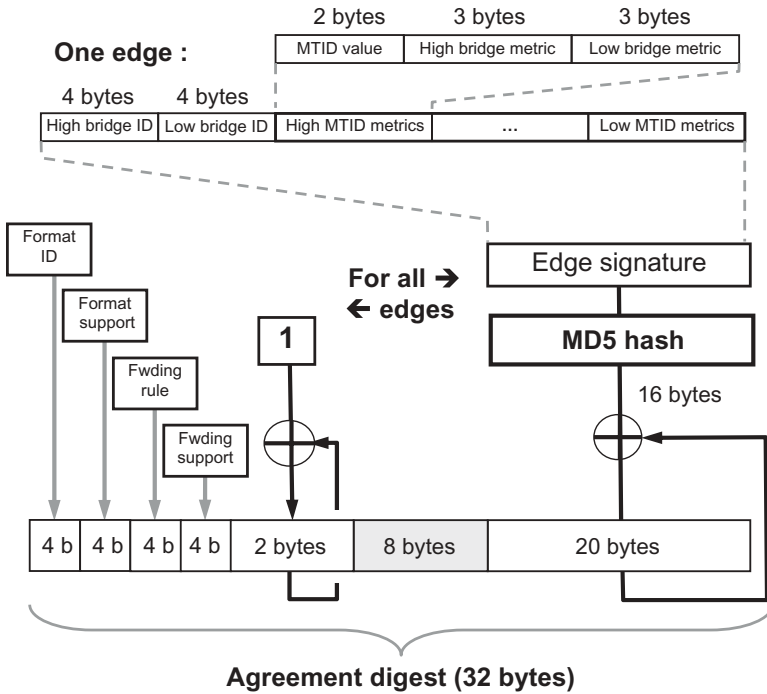 2 bytes 3 bytes 3 bytes
MTID value High bridge metric Low bridge metric
One edge :
4 bytes 4 bytes
High bridge ID Low bridge ID High MTID metrics ... Low MTID metrics
Format
ID
Format
support
Fwding
rule
Fwding
support
For all →
← edges
1
Edge signature
MD5 hash
16 bytes
4 b 4 b 4 b 4 b 2 bytes 8 bytes 20 bytes
Agreement digest (32 bytes)